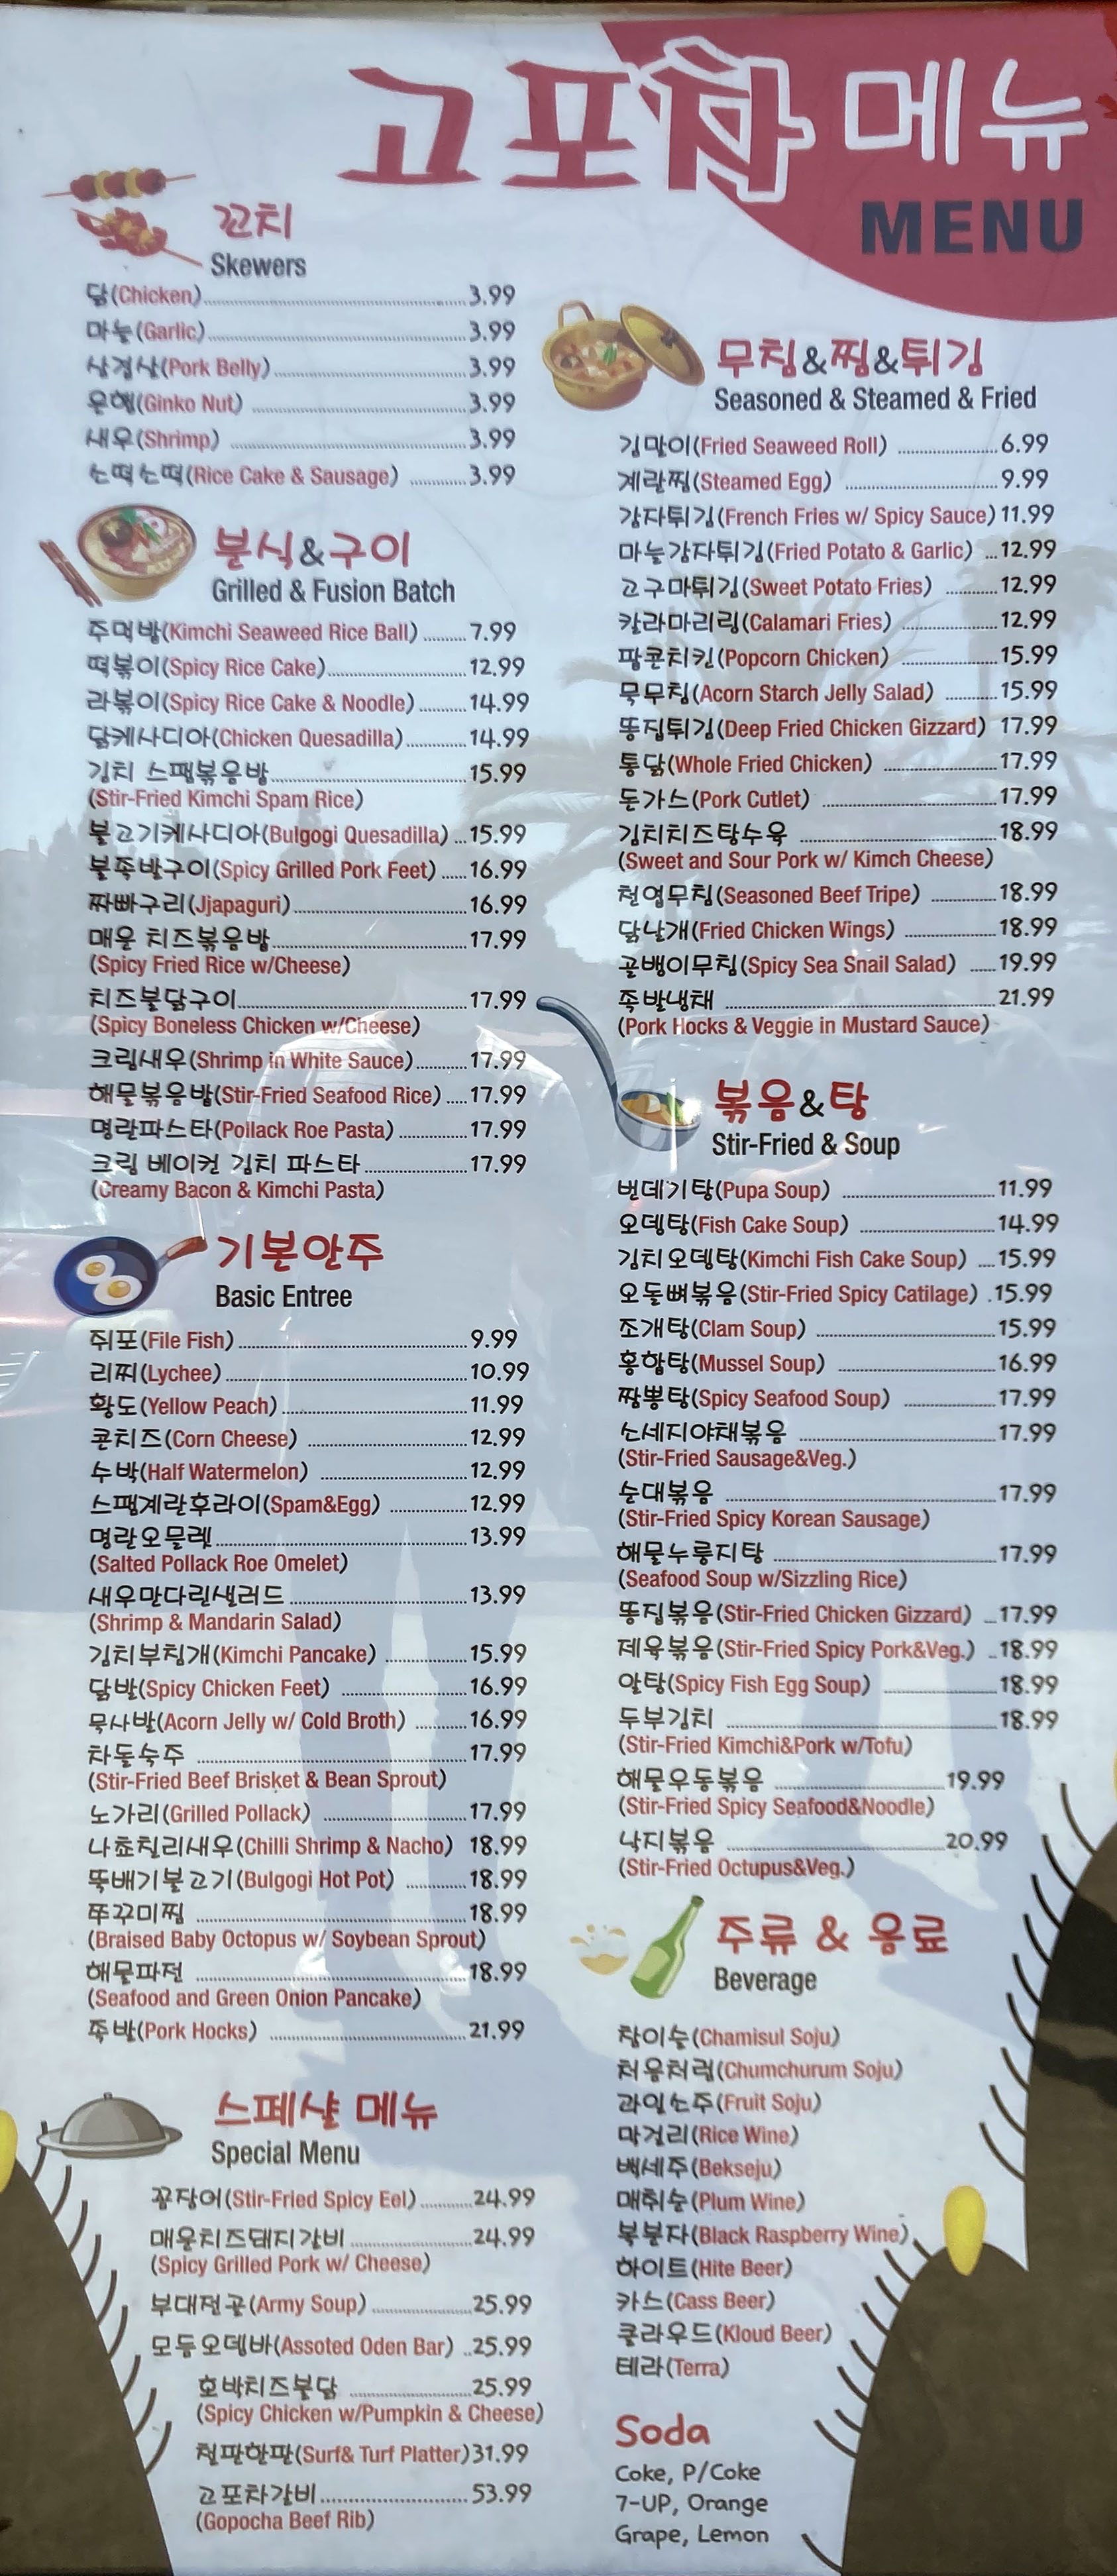 고포차 메뉴
MENU
꼬치
Skewers
닭(Chicken) 3.99
마늘(Garlic) 3.99
삼겹살(Pork Belly) 3.99
은행(Ginko Nut) 3.99
새우(Shrimp) 3.99
소떡소떡(Rice Cake & Sausage) 3.99
분식&구이
Grilled & Fusion Batch
주먹밥(Kimchi Seaweed Rice Ball) 7.99
떡볶이(Spicy Rice Cake) 12.99
라볶이(Spicy Rice Cake & Noodle) 14.99
닭케사디아(Chicken Quesadilla) 14.99
김치 스팸볶음밥 15.99
(Stir-Fried Kimchi Spam Rice)
불고기케사디아(Bulgogi Quesadilla) 15.99
불족발구이(Spicy Grilled Pork Feet) 16.99
짜빠구리(Jjapaguri) 16.99
매운 치즈볶음밥 17.99
(Spicy Fried Rice w/Cheese)
치즈불닭구이 17.99
(Spicy Boneless Chicken w/Cheese)
크림새우(Shrimp in White Sauce) 17.99
해물볶음밥(Stir-Fried Seafood Rice) 17.99
명란파스타(Pollack Roe Pasta) 17.99
크림 베이컨 김치 파스타 17.99
(Creamy Bacon & Kimchi Pasta)
기본안주
Basic Entree
쥐포(File Fish) 9.99
리찌(Lychee) 10.99
황도(Yellow Peach) 11.99
콘치즈(Corn Cheese) 12.99
수박(Half Watermelon) 12.99
스팸계란후라이(Spam&Egg) 12.99
명란오믈렛 13.99
(Salted Pollack Roe Omelet)
새우만다린샐러드 13.99
(Shrimp & Mandarin Salad)
김치부침개(Kimchi Pancake) 15.99
닭발(Spicy Chicken Feet) 16.99
묵사발(Acorn Jelly w/ Cold Broth) 16.99
차돌숙주 17.99
(Stir-Fried Beef Brisket & Bean Sprout)
노가리(Grilled Pollack) 17.99
나쵸칠리새우(Chilli Shrimp & Nacho) 18.99
뚝배기불고기(Bulgogi Hot Pot) 18.99
쭈꾸미찜 18.99
(Braised Baby Octopus w/ Soybean Sprout)
해물파전 18.99
(Seafood and Green Onion Pancake)
족발(Pork Hocks) 21.99
스페샬 메뉴
Special Menu
꼼장어(Stir-Fried Spicy Eel) 24.99
매운치즈돼지갈비 24.99
(Spicy Grilled Pork w/ Cheese)
부대전골(Army Soup) 25.99
모듬오뎅바(Assoted Oden Bar) 25.99
호박치즈불닭 25.99
(Spicy Chicken w/Pumpkin & Cheese)
철판한판(Surf& Turf Platter) 31.99
고포차갈비 53.99
(Gopocha Beef Rib)
무침&찜&튀김
Seasoned & Steamed & Fried
김말이(Fried Seaweed Roll) 6.99
계란찜(Steamed Egg) 9.99
감자튀김(French Fries w/ Spicy Sauce) 11.99
마늘감자튀김(Fried Potato & Garlic) 12.99
고구마튀김(Sweet Potato Fries) 12.99
칼라마리링(Calamari Fries) 12.99
팝콘치킨(Popcorn Chicken) 15.99
묵무침(Acorn Starch Jelly Salad) 15.99
똥집튀김(Deep Fried Chicken Gizzard) 17.99
통닭(Whole Fried Chicken) 17.99
돈가스(Pork Cutlet) 17.99
김치치즈탕수육 18.99
(Sweet and Sour Pork w/ Kimch Cheese)
천엽무침(Seasoned Beef Tripe) 18.99
닭날개(Fried Chicken Wings) 18.99
골뱅이무침(Spicy Sea Snail Salad) 19.99
족발냉채 21.99
(Pork Hocks & Veggie in Mustard Sauce)
볶음&탕
Stir-Fried & Soup
번데기탕(Pupa Soup) 11.99
오뎅탕(Fish Cake Soup) 14.99
김치오뎅탕(Kimchi Fish Cake Soup) 15.99
오돌뼈볶음(Stir-Fried Spicy Catilage) 15.99
조개탕(Clam Soup) 15.99
홍합탕(Mussel Soup) 16.99
짬뽕탕(Spicy Seafood Soup) 17.99
소세지야채볶음 17.99
(Stir-Fried Sausage&Veg.)
순대볶음 17.99
(Stir-Fried Spicy Korean Sausage)
해물누룽지탕 17.99
(Seafood Soup w/Sizzling Rice)
똥집볶음(Stir-Fried Chicken Gizzard) 17.99
제육볶음(Stir-Fried Spicy Pork&Veg.) 18.99
알탕(Spicy Fish Egg Soup) 18.99
두부김치 18.99
(Stir-Fried Kimchi&Pork w/Tofu)
해물우동볶음 19.99
(Stir-Fried Spicy Seafood&Noodle)
낙지볶음 20.99
(Stir-Fried Octupus&Veg.)
주류 & 음료
Beverage
참이슬(Chamisul Soju)
처음처럼(Chumchurum Soju)
과일소주(Fruit Soju)
막걸리(Rice Wine)
백세주(Bekseju)
매취순(Plum Wine)
복분자(Black Raspberry Wine)
하이트(Hite Beer)
카스(Cass Beer)
클라우드(Kloud Beer)
테라(Terra)
Soda
Coke, P/Coke
7-UP, Orange
Grape, Lemon